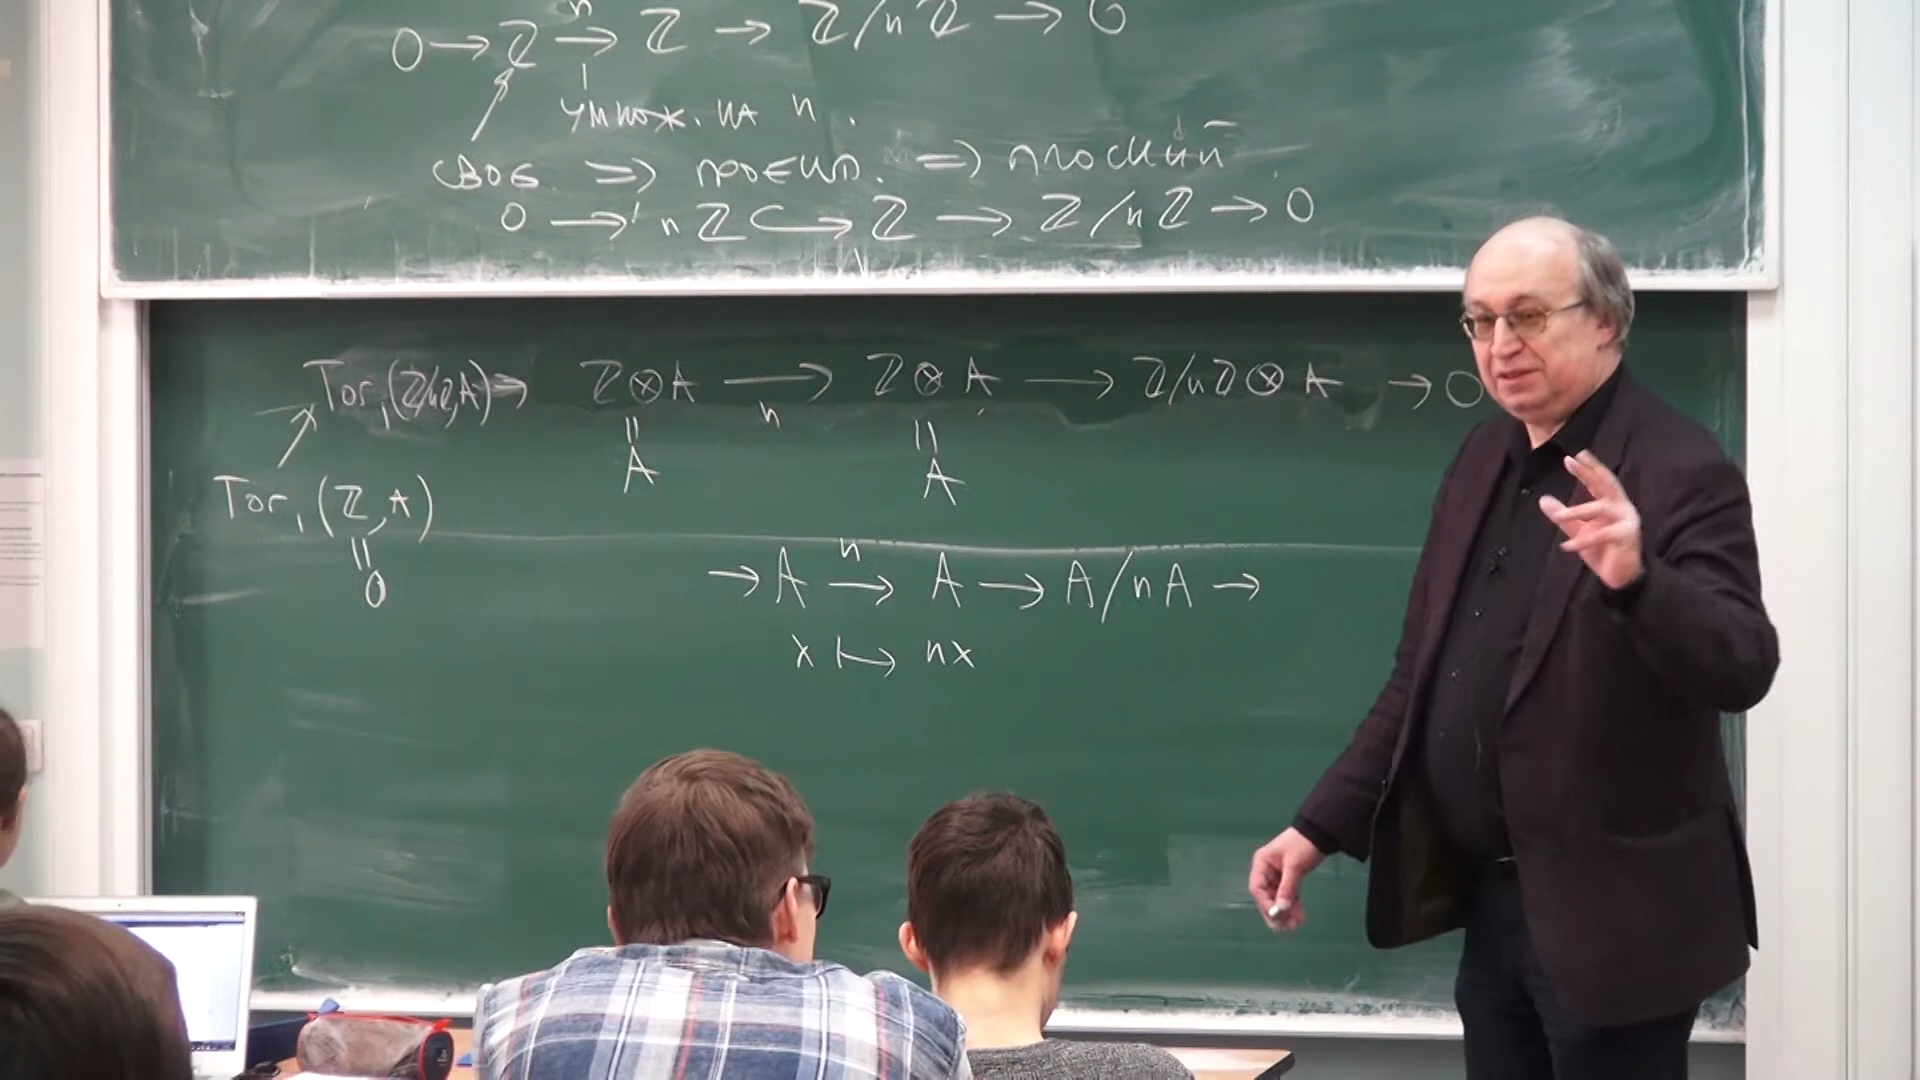 0 → ℤ →ⁿ ℤ → ℤ/nℤ → 0
умнож. на n.
своб. ⇒ проект. ⇒ плоский
0 → nℤ ↪ ℤ → ℤ/nℤ → 0
Tor₁(ℤ/nℤ,A) → ℤ⊗A → ℤ⊗A → ℤ/nℤ⊗A → 0
n
|| ||
A A
Tor₁(ℤ,A)
||
0
→ A →ⁿ A → A/nA →
x ↦ nx